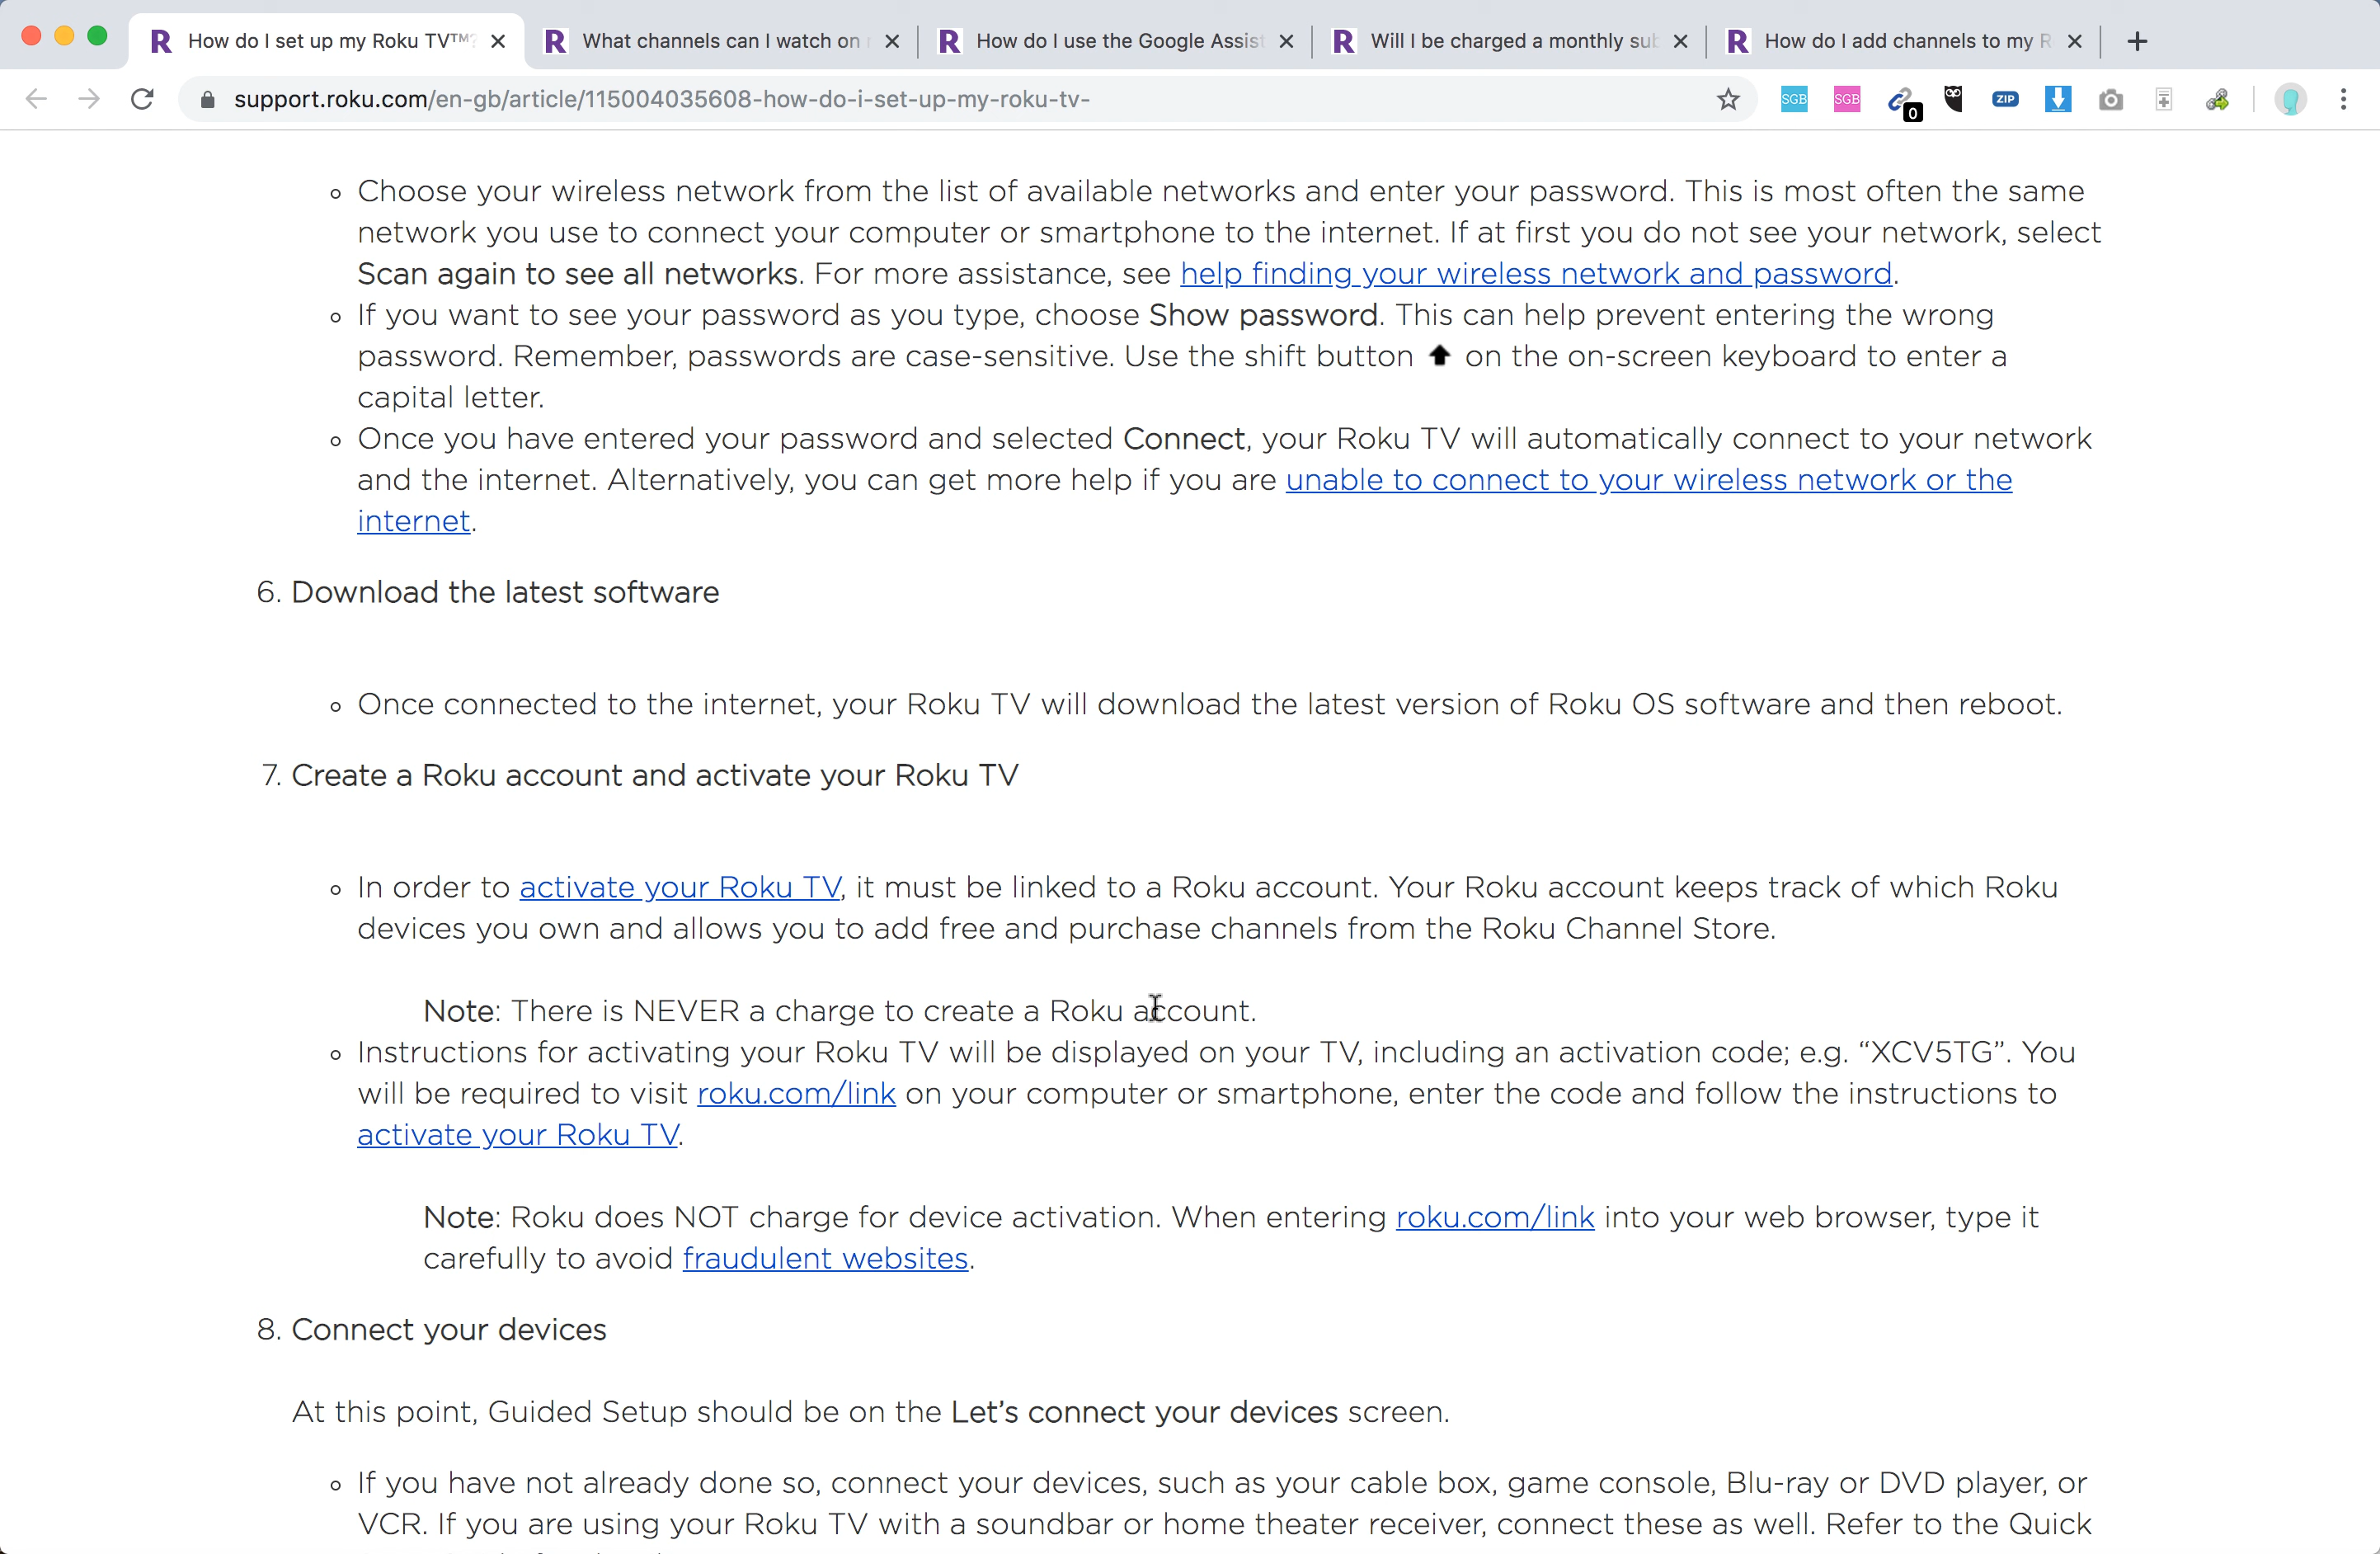 How do I set up my Roku TV™?
What channels can I watch on
How do I use the Google Assist
Will I be charged a monthly sub
How do I add channels to my R
support.roku.com/en-gb/article/115004035608-how-do-i-set-up-my-roku-tv-
SGB
SGB
0
ZIP
Choose your wireless network from the list of available networks and enter your password. This is most often the same
network you use to connect your computer or smartphone to the internet. If at first you do not see your network, select
Scan again to see all networks. For more assistance, see help finding your wireless network and password.
If you want to see your password as you type, choose Show password. This can help prevent entering the wrong
password. Remember, passwords are case-sensitive. Use the shift button on the on-screen keyboard to enter a
capital letter.
Once you have entered your password and selected Connect, your Roku TV will automatically connect to your network
and the internet. Alternatively, you can get more help if you are unable to connect to your wireless network or the
internet.
6. Download the latest software
Once connected to the internet, your Roku TV will download the latest version of Roku OS software and then reboot.
7. Create a Roku account and activate your Roku TV
In order to activate your Roku TV, it must be linked to a Roku account. Your Roku account keeps track of which Roku
devices you own and allows you to add free and purchase channels from the Roku Channel Store.
Note: There is NEVER a charge to create a Roku account.
Instructions for activating your Roku TV will be displayed on your TV, including an activation code; e.g. “XCV5TG”. You
will be required to visit roku.com/link on your computer or smartphone, enter the code and follow the instructions to
activate your Roku TV.
Note: Roku does NOT charge for device activation. When entering roku.com/link into your web browser, type it
carefully to avoid fraudulent websites.
8. Connect your devices
At this point, Guided Setup should be on the Let’s connect your devices screen.
If you have not already done so, connect your devices, such as your cable box, game console, Blu-ray or DVD player, or
VCR. If you are using your Roku TV with a soundbar or home theater receiver, connect these as well. Refer to the Quick